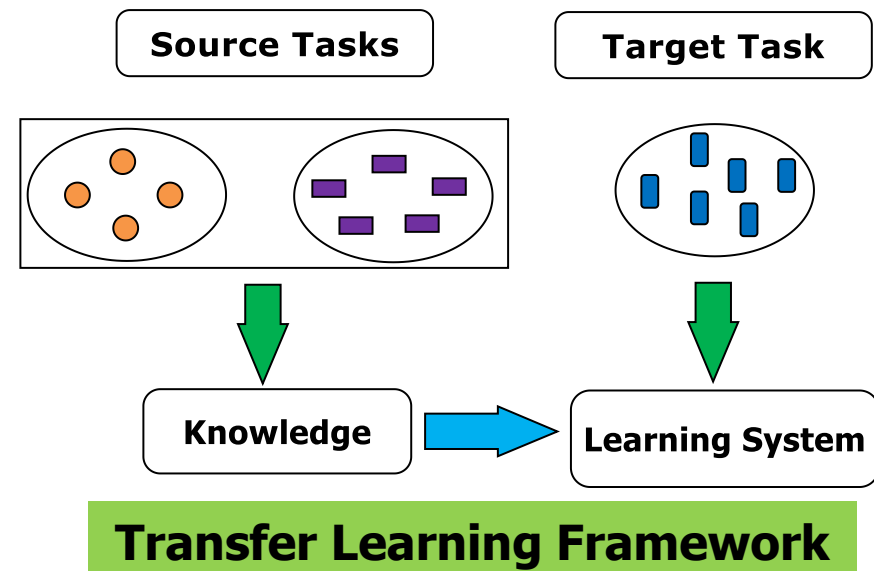 Source Tasks
Target Task
Knowledge
Learning System
Transfer Learning Framework